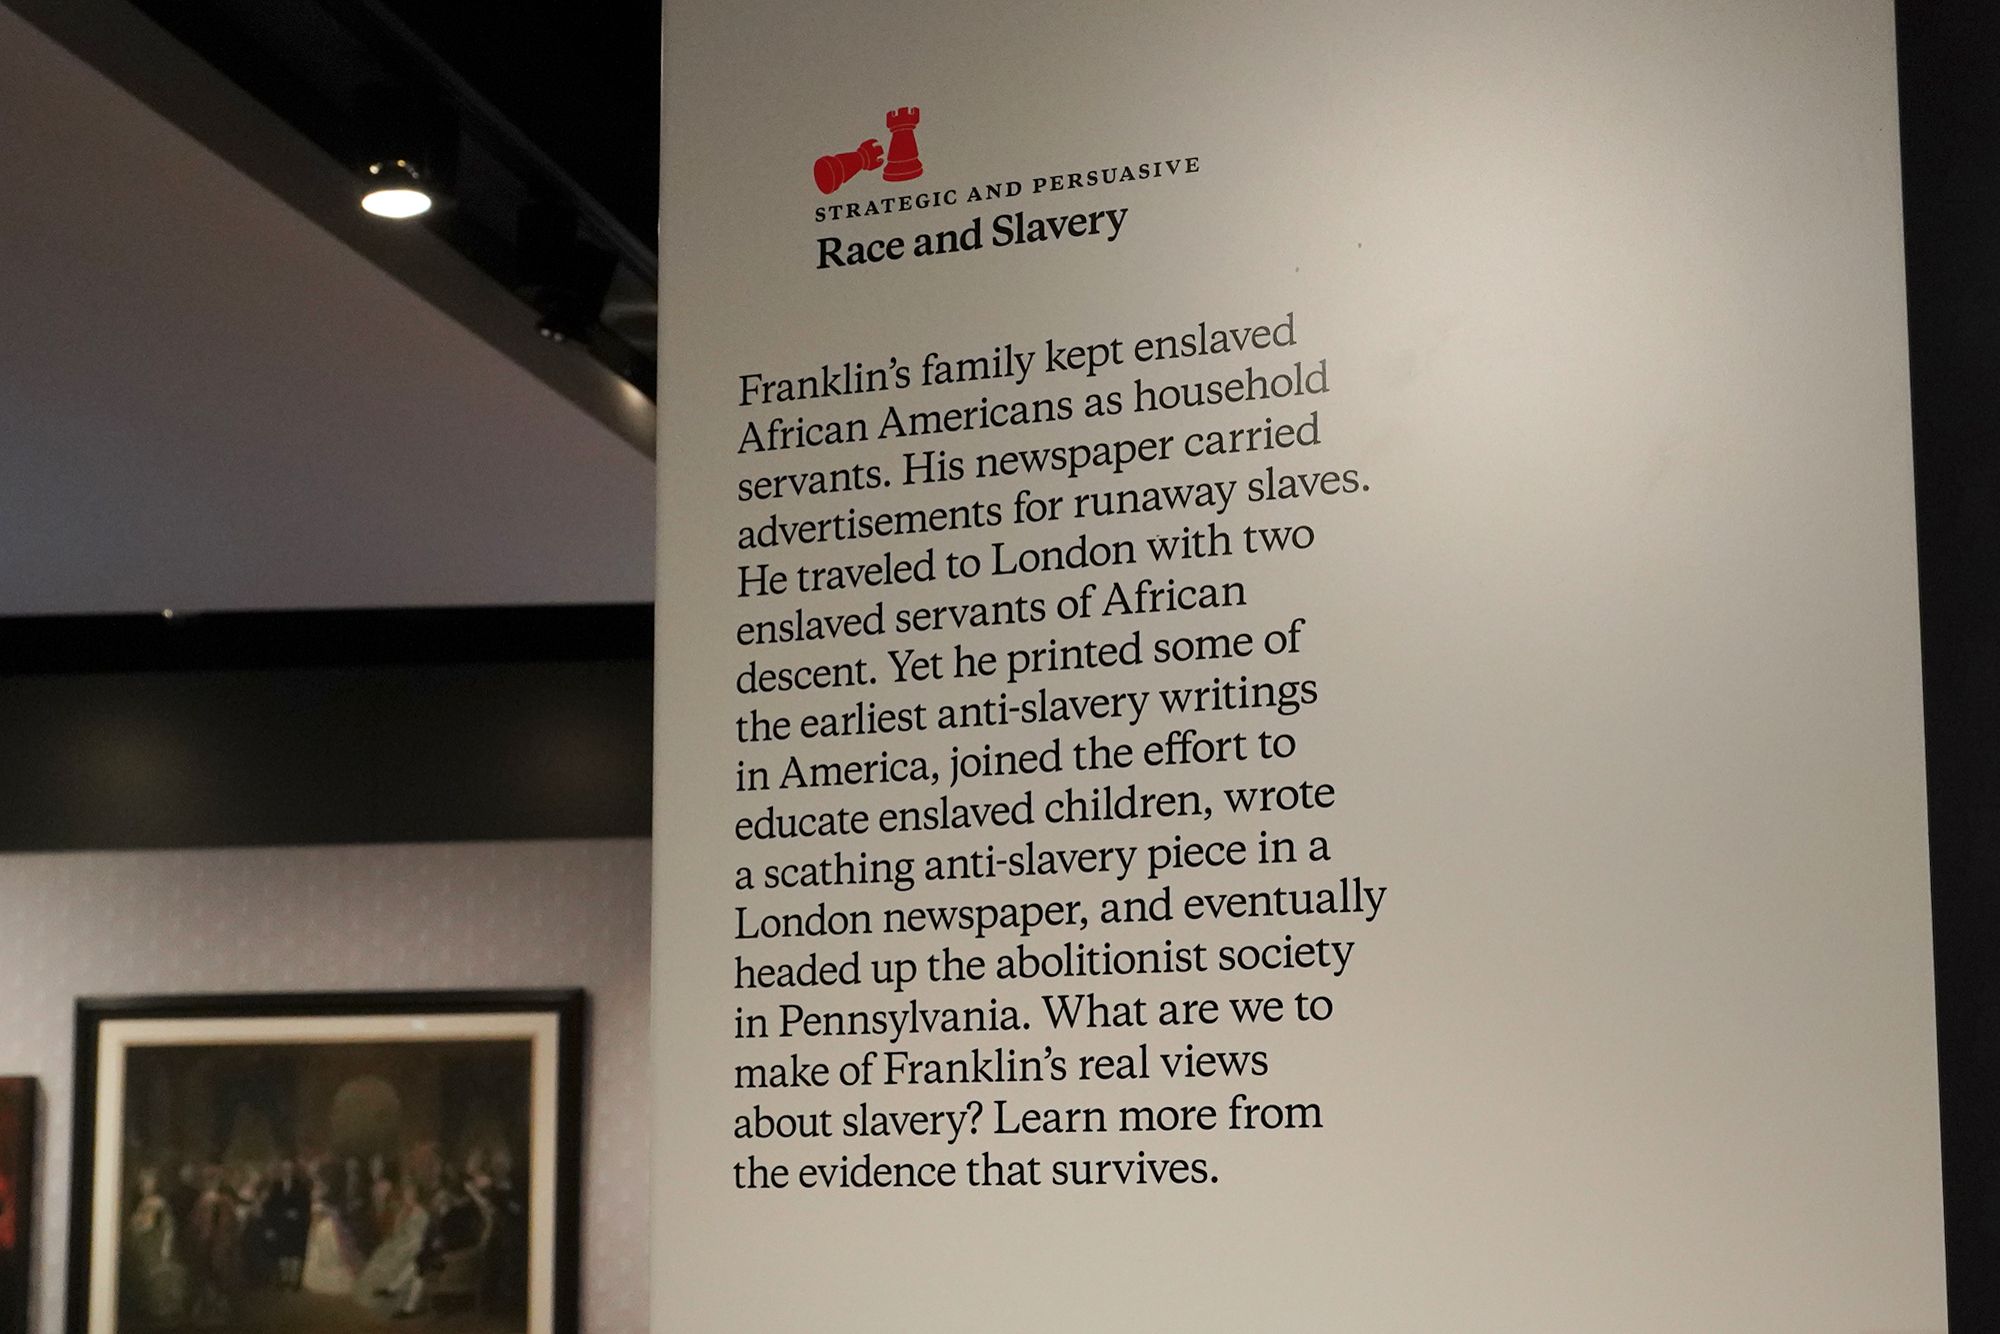 STRATEGIC AND PERSUASIVE
Race and Slavery
Franklin’s family kept enslaved
African Americans as household
servants. His newspaper carried
advertisements for runaway slaves.
He traveled to London with two
enslaved servants of African
descent. Yet he printed some of
the earliest anti-slavery writings
in America, joined the effort to
educate enslaved children, wrote
a scathing anti-slavery piece in a
London newspaper, and eventually
headed up the abolitionist society
in Pennsylvania. What are we to
make of Franklin’s real views
about slavery? Learn more from
the evidence that survives.